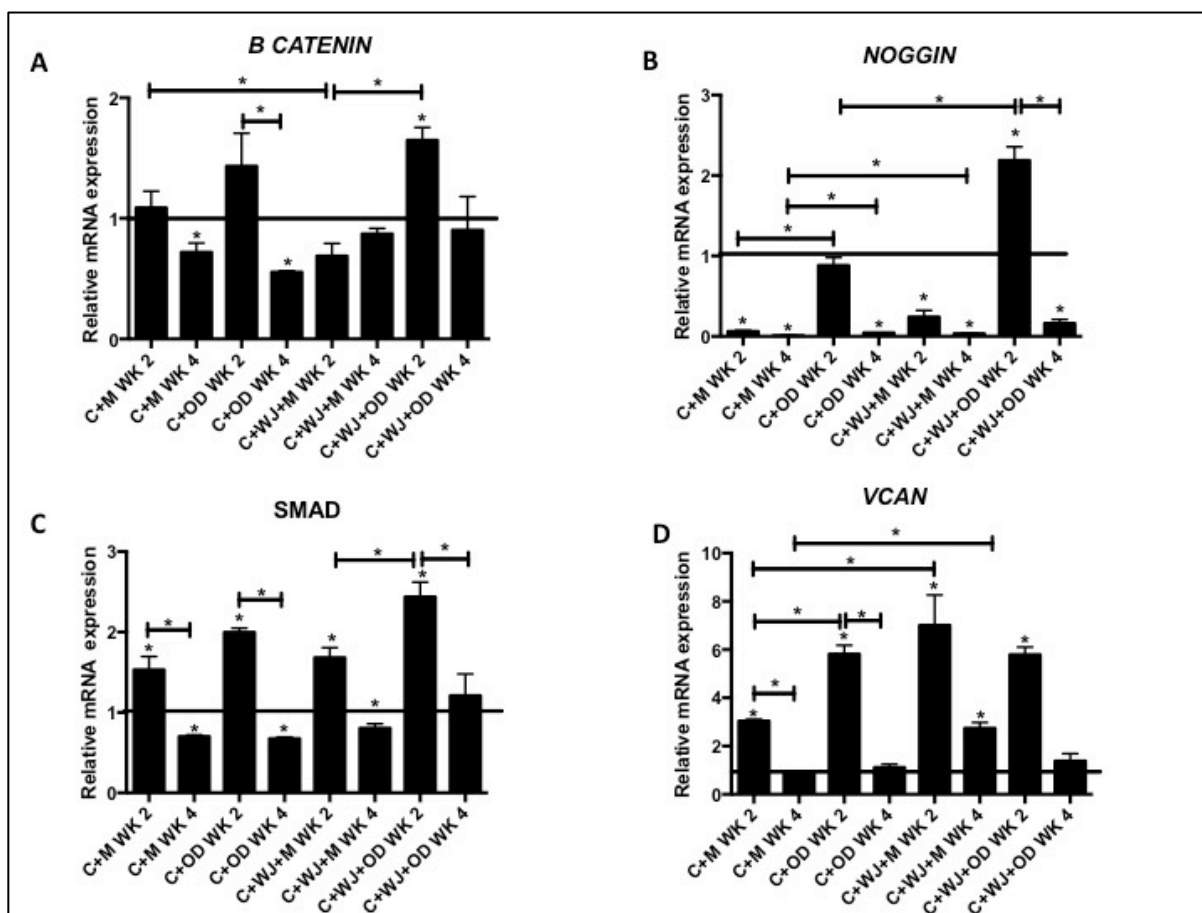 A
B CATENIN
Relative mRNA expression
2
1
0
* * * * * *
C+M WK 2
C+M WK 4
C+OD WK 2
C+OD WK 4
C+WJ+M WK 2
C+WJ+M WK 4
C+WJ+OD WK 2
C+WJ+OD WK 4
B
NOGGIN
Relative mRNA expression
3
2
1
0
* * * * * * * * * * * *
C+M WK 2
C+M WK 4
C+OD WK 2
C+OD WK 4
C+WJ+M WK 2
C+WJ+M WK 4
C+WJ+OD WK 2
C+WJ+OD WK 4
C
SMAD
Relative mRNA expression
3
2
1
0
* * * * * * * * * * *
C+M WK 2
C+M WK 4
C+OD WK 2
C+OD WK 4
C+WJ+M WK 2
C+WJ+M WK 4
C+WJ+OD WK 2
C+WJ+OD WK 4
D
VCAN
Relative mRNA expression
10
8
6
4
2
0
* * * * * * * * * *
C+M WK 2
C+M WK 4
C+OD WK 2
C+OD WK 4
C+WJ+M WK 2
C+WJ+M WK 4
C+WJ+OD WK 2
C+WJ+OD WK 4